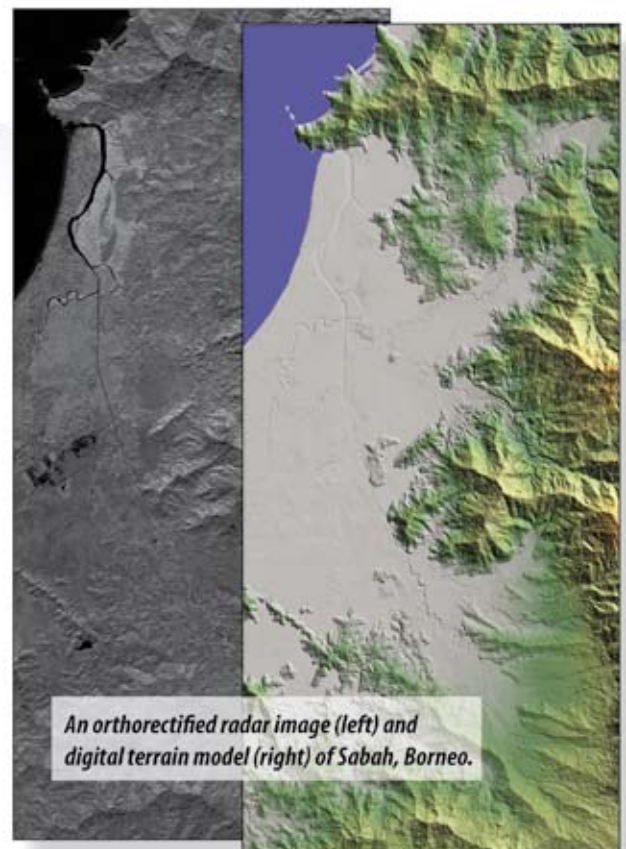 An orthorectified radar image (left) and
digital terrain model (right) of Sabah, Borneo.